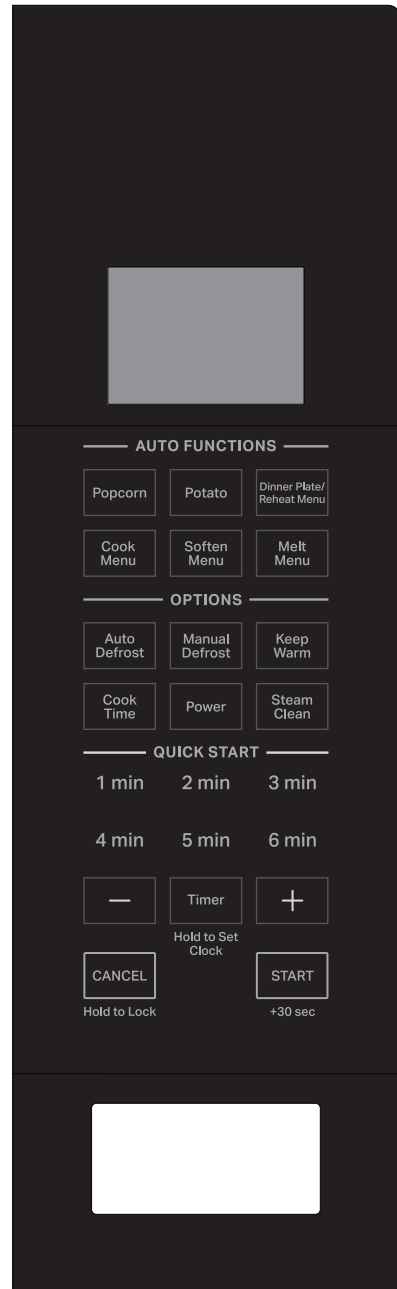 AUTO FUNCTIONS
Popcorn
Potato
Dinner Plate/
Reheat Menu
Cook
Menu
Soften
Menu
Melt
Menu
OPTIONS
Auto
Defrost
Manual
Defrost
Keep
Warm
Cook
Time
Power
Steam
Clean
QUICK START
1 min
2 min
3 min
4 min
5 min
6 min
—
Timer
+
Hold to Set
Clock
CANCEL
START
Hold to Lock
+30 sec